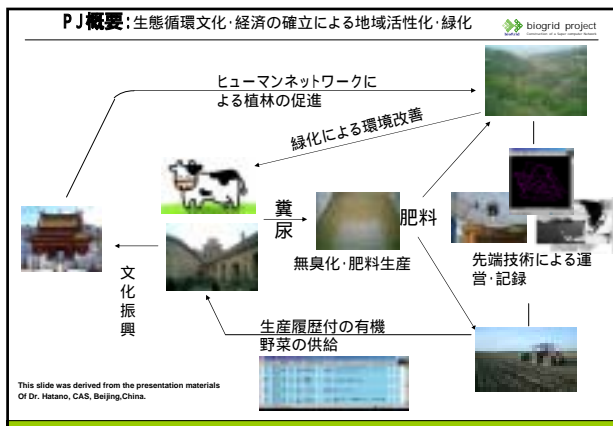 PJ概要:生態循環文化･経済の確立による地域活性化･緑化
biogrid project
ヒューマンネットワークに
よる植林の促進
緑化による環境改善
糞
尿
肥料
無臭化･肥料生産
先端技術による運
営･記録
文
化
振
興
生産履歴付の有機
野菜の供給
This slide was derived from the presentation materials
Of Dr. Hatano, CAS, Beijing,China.